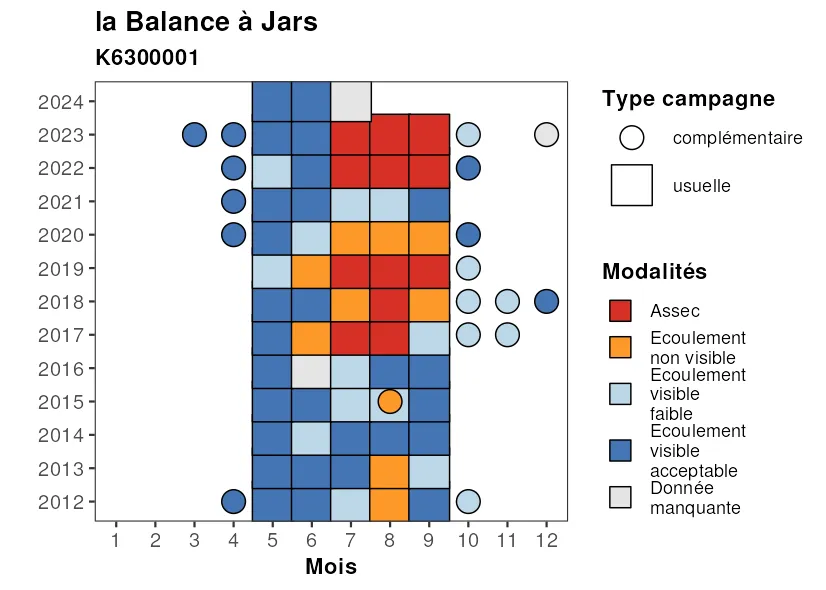 la Balance à Jars
K6300001
2024
2023
2022
2021
2020
2019
2018
2017
2016
2015
2014
2013
2012
1 2 3 4 5 6 7 8 9 10 11 12
Mois
Type campagne
complémentaire
usuelle
Modalités
Assec
Ecoulement
non visible
Ecoulement
visible
faible
Ecoulement
visible
acceptable
Donnée
manquante